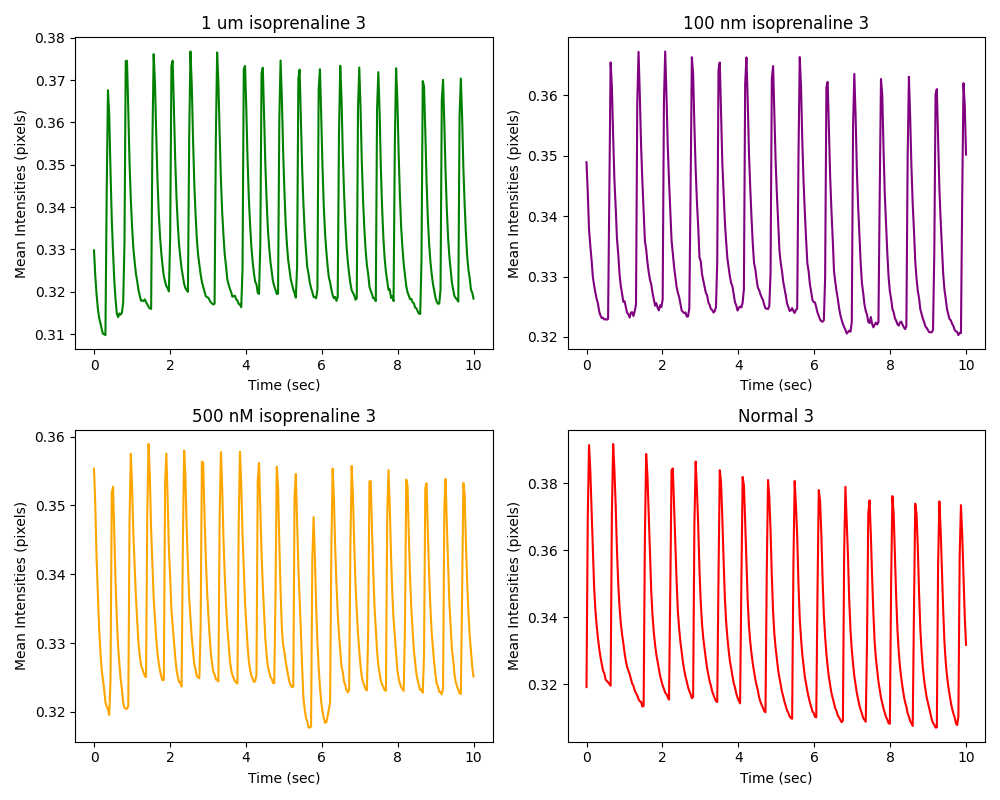 1 um isoprenaline 3
Mean Intensities (pixels)
0.38
0.37
0.36
0.35
0.34
0.33
0.32
0.31
0 2 4 6 8 10
Time (sec)
100 nm isoprenaline 3
Mean Intensities (pixels)
0.36
0.35
0.34
0.33
0.32
0 2 4 6 8 10
Time (sec)
500 nM isoprenaline 3
Mean Intensities (pixels)
0.36
0.35
0.34
0.33
0.32
0 2 4 6 8 10
Time (sec)
Normal 3
Mean Intensities (pixels)
0.38
0.36
0.34
0.32
0 2 4 6 8 10
Time (sec)